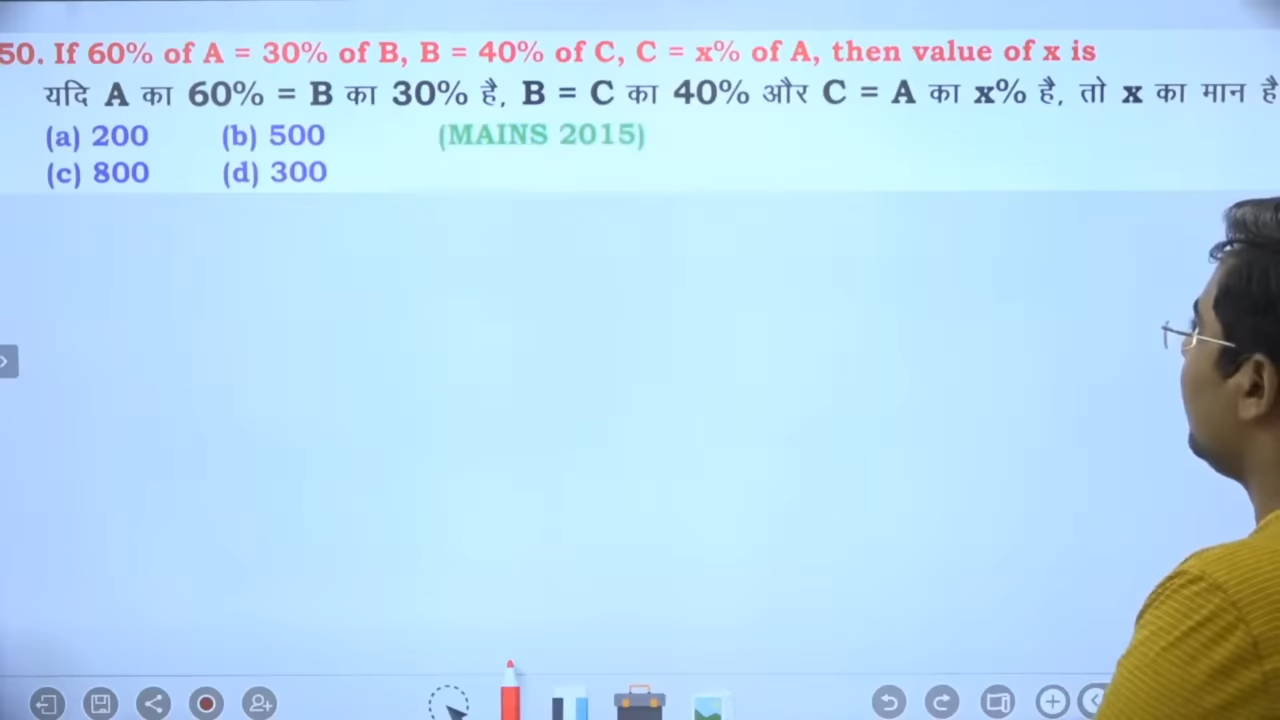 50. If 60% of A = 30% of B, B = 40% of C, C = x% of A, then value of x is
यदि A का 60% = B का 30% है, B = C का 40% और C = A का x% है, तो x का मान है
(a) 200 (b) 500 (MAINS 2015)
(c) 800 (d) 300